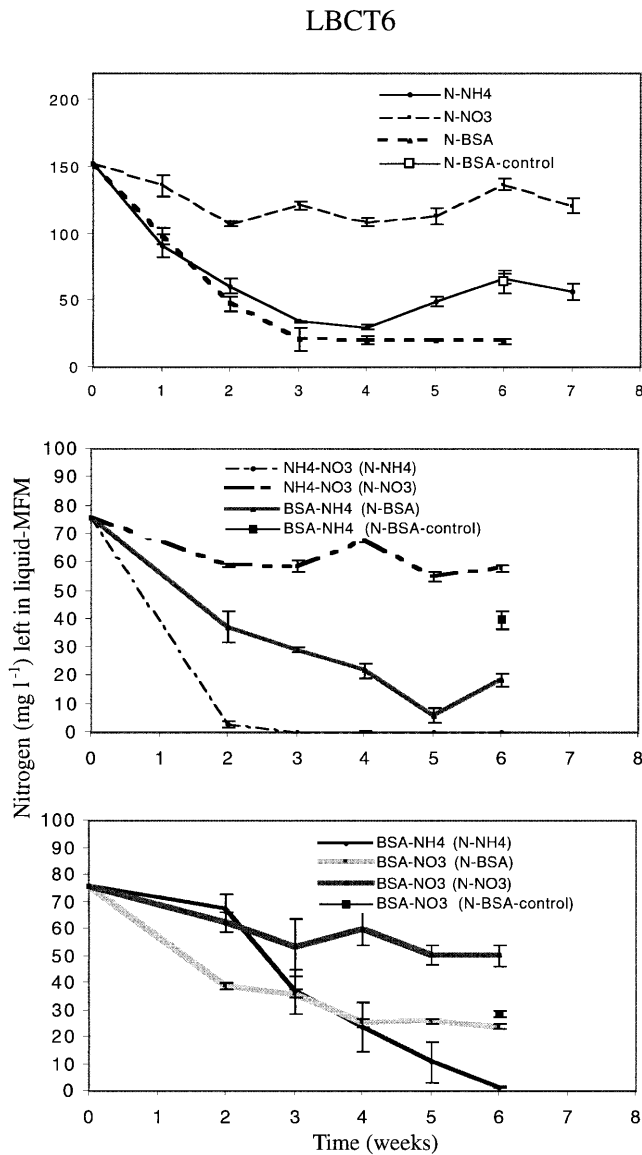 LBCT6
200
150
100
50
0
N-NH4
N-NO3
N-BSA
N-BSA-control
0 1 2 3 4 5 6 7 8
Nitrogen (mg l⁻¹) left in liquid-MFM
100
90
80
70
60
50
40
30
20
10
0
NH4-NO3 (N-NH4)
NH4-NO3 (N-NO3)
BSA-NH4 (N-BSA)
BSA-NH4 (N-BSA-control)
0 1 2 3 4 5 6 7 8
100
90
80
70
60
50
40
30
20
10
0
BSA-NH4 (N-NH4)
BSA-NO3 (N-BSA)
BSA-NO3 (N-NO3)
BSA-NO3 (N-BSA-control)
0 1 2 3 4 5 6 7 8
Time (weeks)